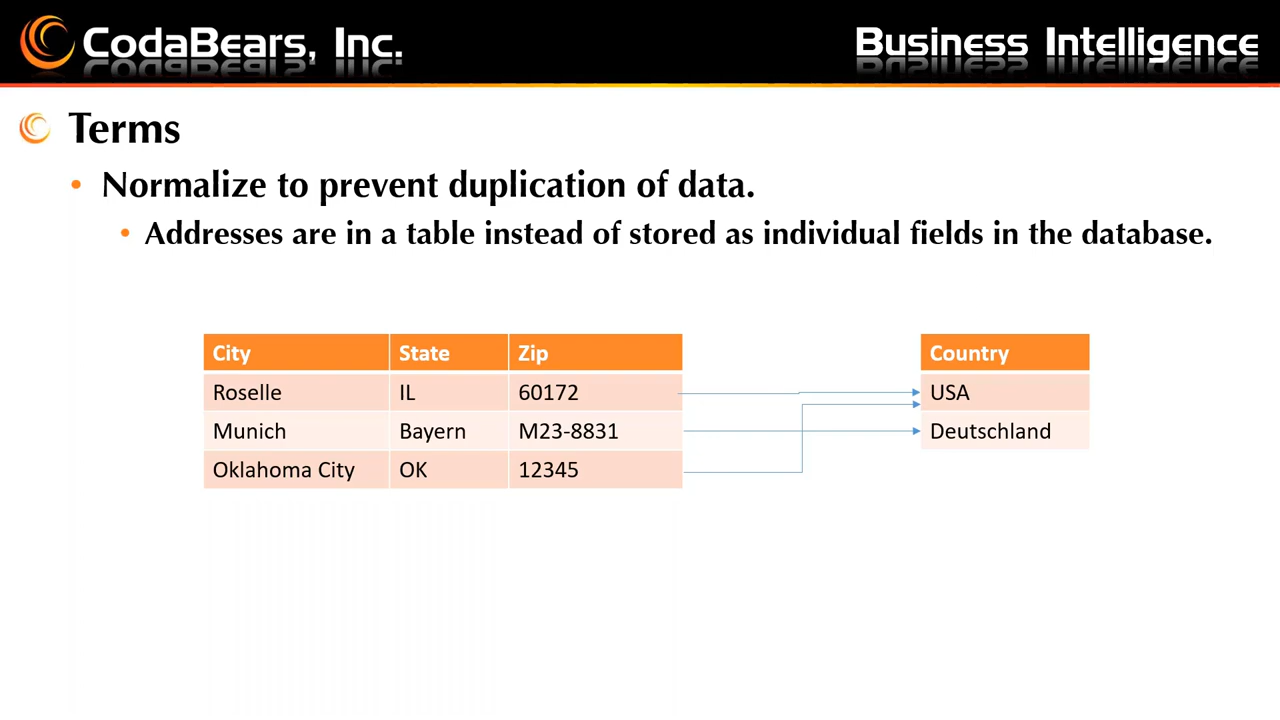 CodaBears, Inc.
Business Intelligence
Terms
• Normalize to prevent duplication of data.
• Addresses are in a table instead of stored as individual fields in the database.
City State Zip Country
Roselle IL 60172 USA
Munich Bayern M23-8831 Deutschland
Oklahoma City OK 12345